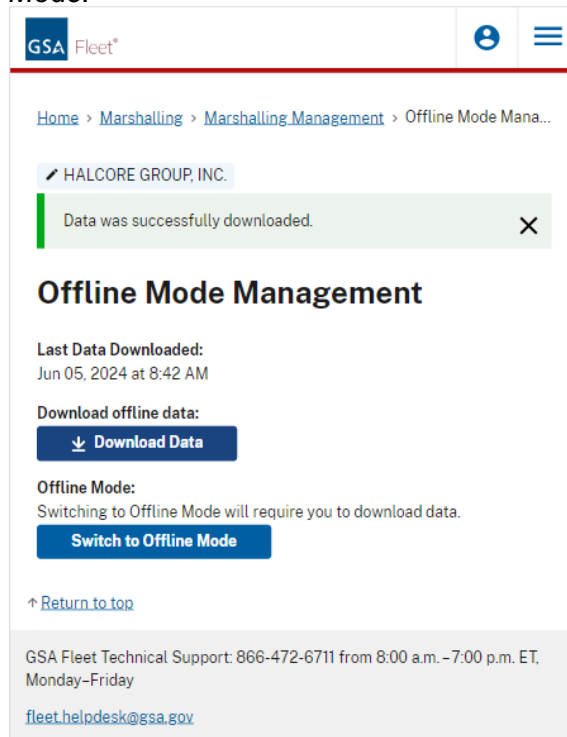 Mode.
GSA Fleet®
Home > Marshalling > Marshalling Management > Offline Mode Mana...
HALCORE GROUP, INC.
Data was successfully downloaded.
Offline Mode Management
Last Data Downloaded:
Jun 05, 2024 at 8:42 AM
Download offline data:
Download Data
Offline Mode:
Switching to Offline Mode will require you to download data.
Switch to Offline Mode
↑ Return to top
GSA Fleet Technical Support: 866-472-6711 from 8:00 a.m. – 7:00 p.m. ET,
Monday–Friday
fleet.helpdesk@gsa.gov